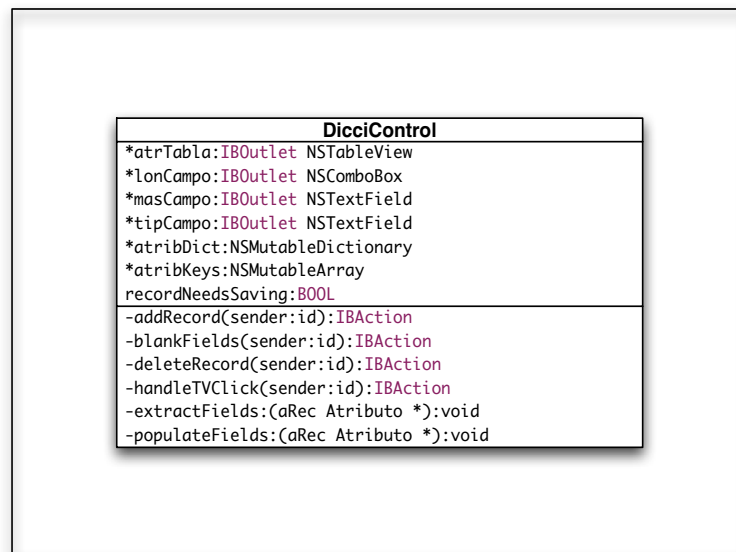 DicciControl
*atrTabla:IBOutlet NSTableView
*lonCampo:IBOutlet NSComboBox
*masCampo:IBOutlet NSTextField
*tipCampo:IBOutlet NSTextField
*atribDict:NSMutableDictionary
*atribKeys:NSMutableArray
recordNeedsSaving:BOOL
-addRecord(sender:id):IBAction
-blankFields(sender:id):IBAction
-deleteRecord(sender:id):IBAction
-handleTVClick(sender:id):IBAction
-extractFields:(aRec Atributo *):void
-populateFields:(aRec Atributo *):void